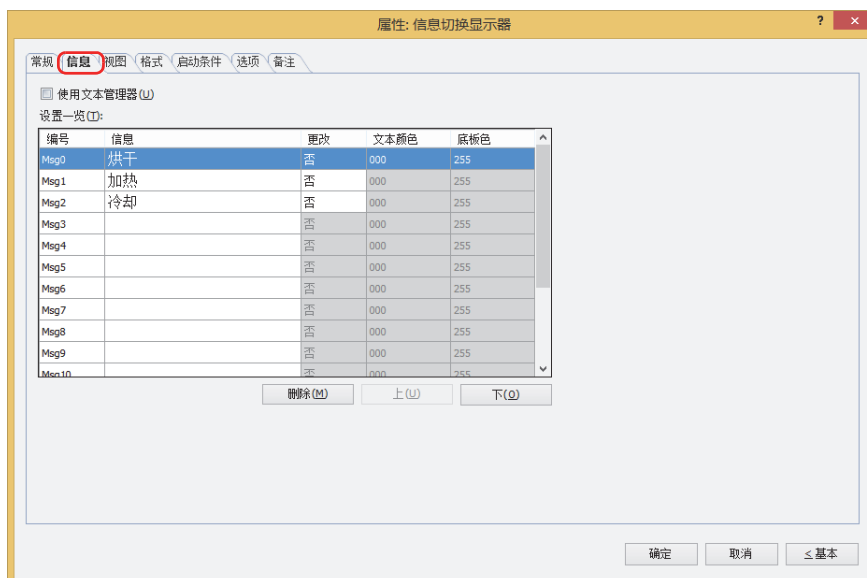 属性: 信息切换显示器
? ×
常规 信息 视图 格式 启动条件 选项 备注
使用文本管理器(U)
设置一览(T):
编号 信息 更改 文本颜色 底板色
Msg0 烘干 否 000 255
Msg1 加热 否 000 255
Msg2 冷却 否 000 255
Msg3 否 000 255
Msg4 否 000 255
Msg5 否 000 255
Msg6 否 000 255
Msg7 否 000 255
Msg8 否 000 255
Msg9 否 000 255
Msg10 否 000 255
删除(M) 上(U) 下(O)
确定 取消 <基本